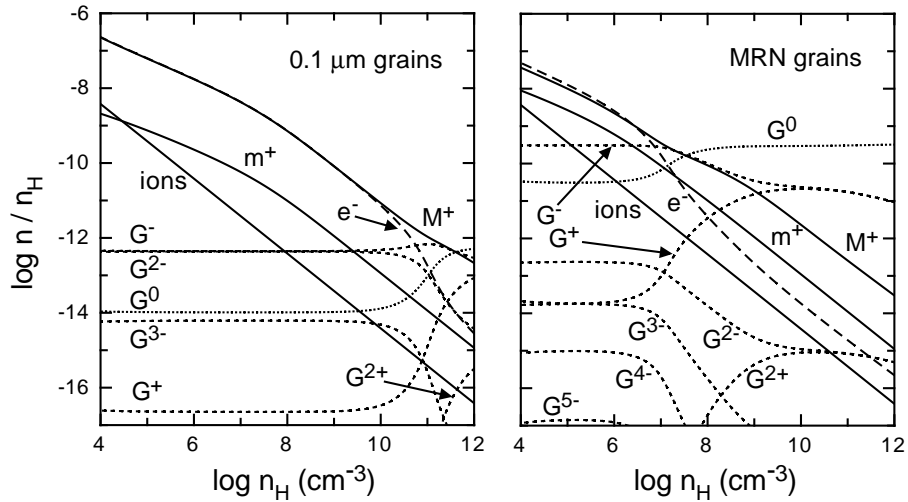 0.1 μm grains
MRN grains
log n / n_H
-6
-8
-10
-12
-14
-16
m⁺
ions
e⁻
M⁺
G⁻
G²⁻
G⁰
G³⁻
G⁺
G²⁺
4 6 8 10 12
log n_H (cm⁻³)
G⁰
G⁻
ions
e⁻
G⁺
m⁺
M⁺
G³⁻
G²⁻
G⁴⁻
G²⁺
G⁵⁻
4 6 8 10 12
log n_H (cm⁻³)